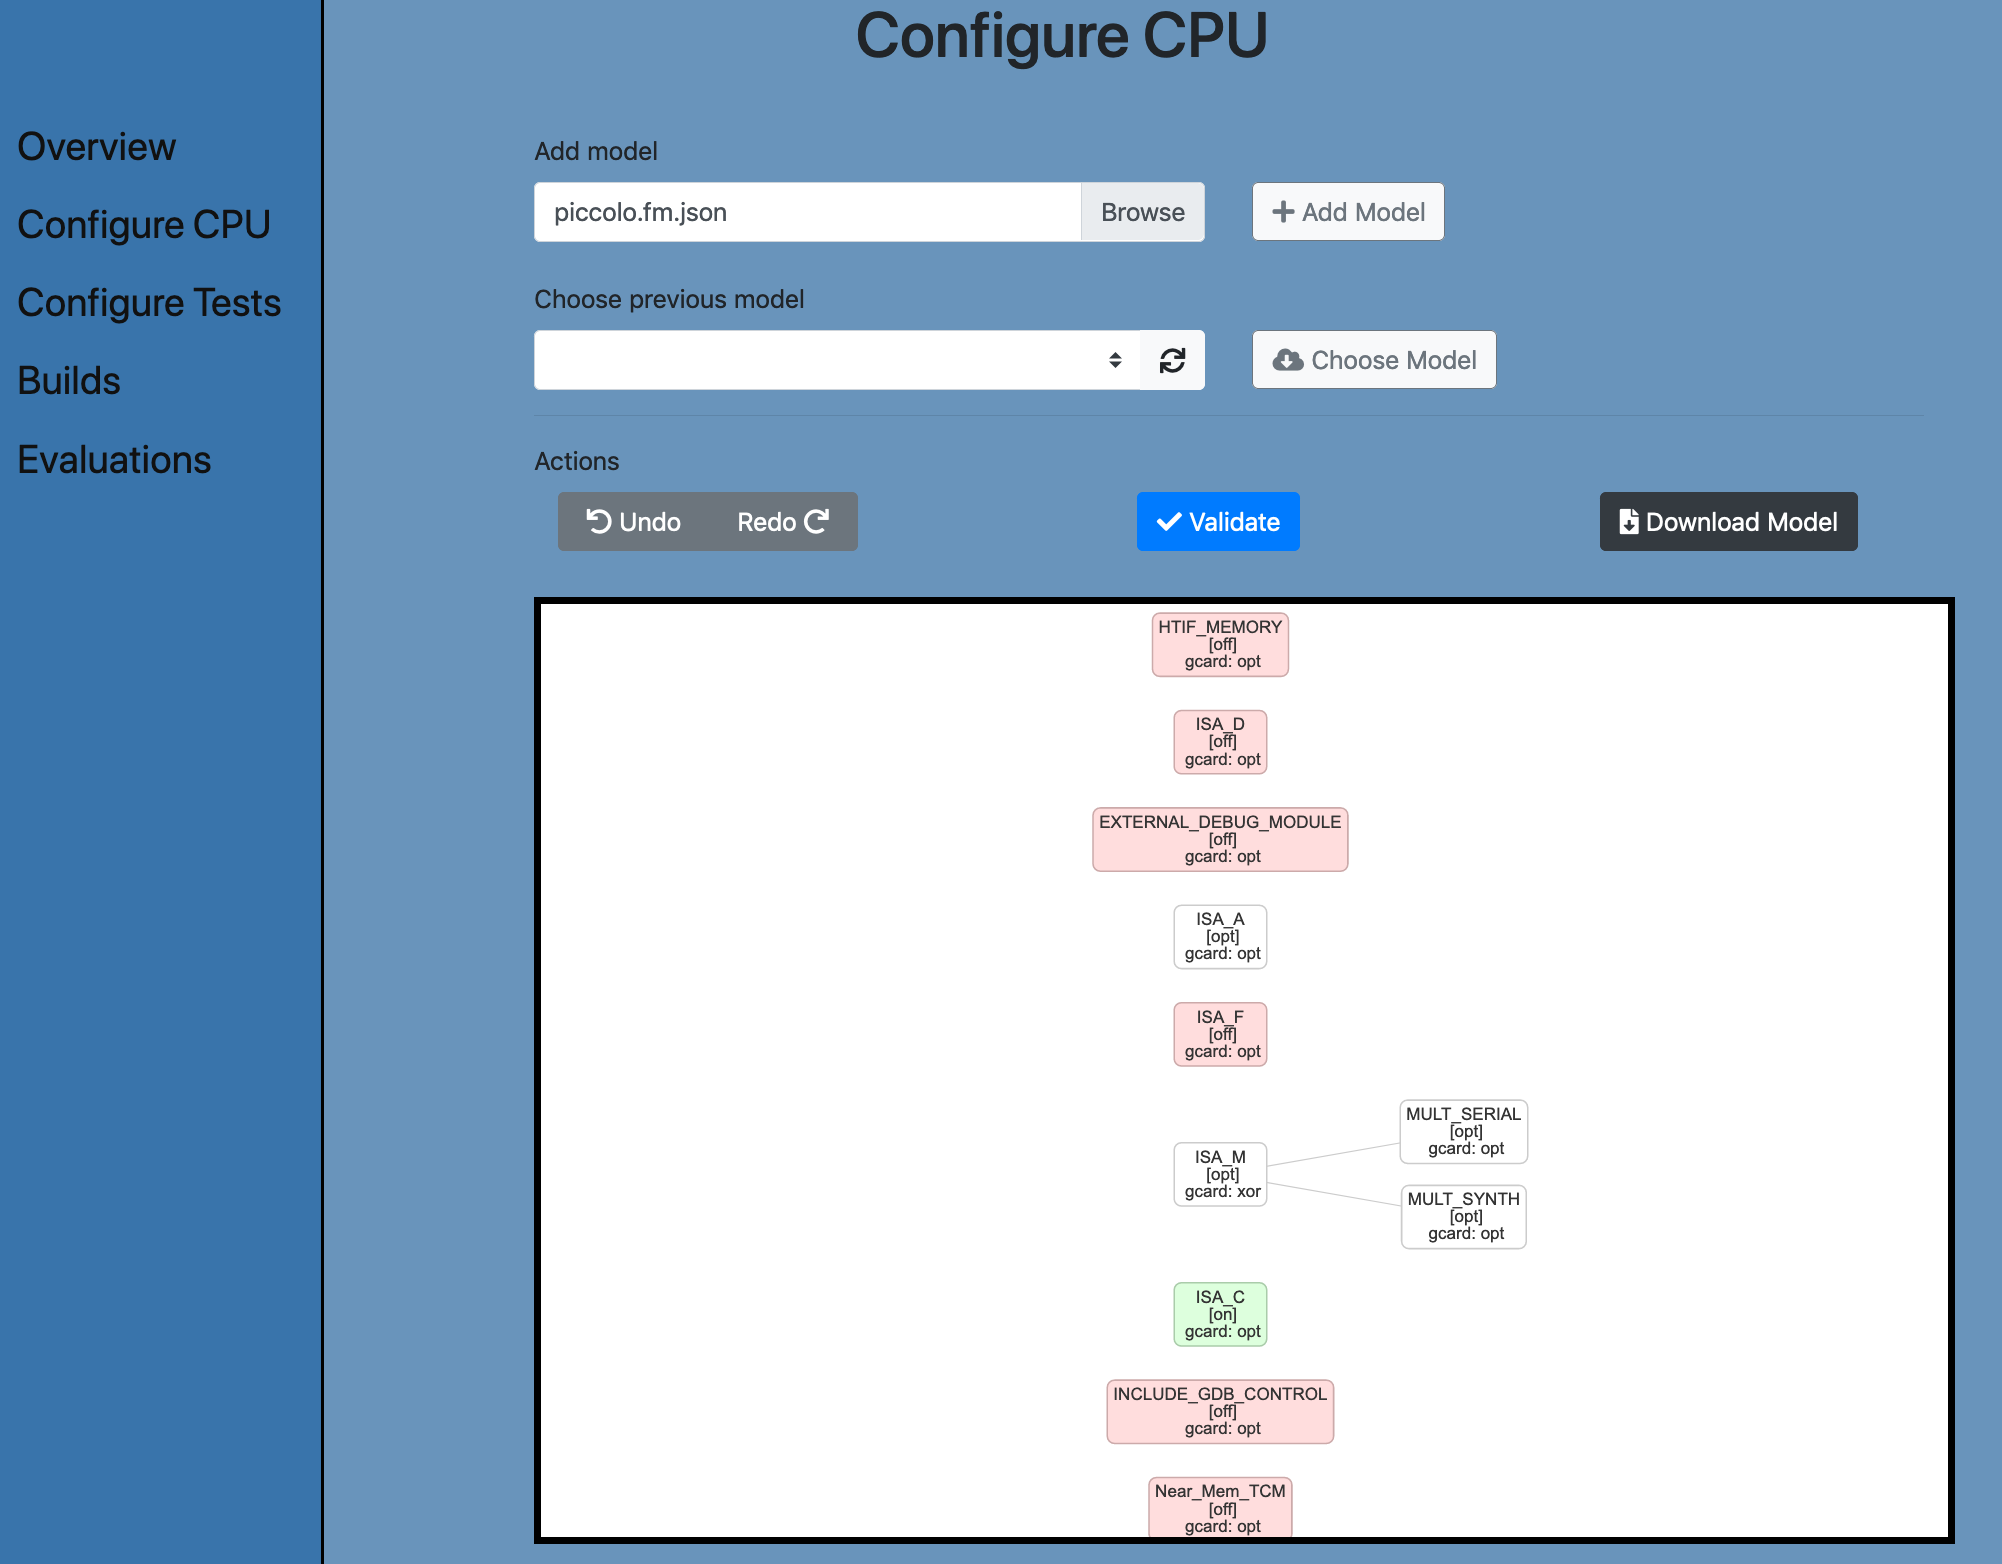 Configure CPU
Overview
Configure CPU
Configure Tests
Builds
Evaluations
Add model
piccolo.fm.json
Browse
Add Model
Choose previous model
Choose Model
Actions
Undo
Redo
Validate
Download Model
HTIF_MEMORY
[off]
gcard: opt
ISA_D
[off]
gcard: opt
EXTERNAL_DEBUG_MODULE
[off]
gcard: opt
ISA_A
[opt]
gcard: opt
ISA_F
[off]
gcard: opt
MULT_SERIAL
[opt]
gcard: opt
ISA_M
[opt]
gcard: xor
MULT_SYNTH
[opt]
gcard: opt
ISA_C
[on]
gcard: opt
INCLUDE_GDB_CONTROL
[off]
gcard: opt
Near_Mem_TCM
[off]
gcard: opt